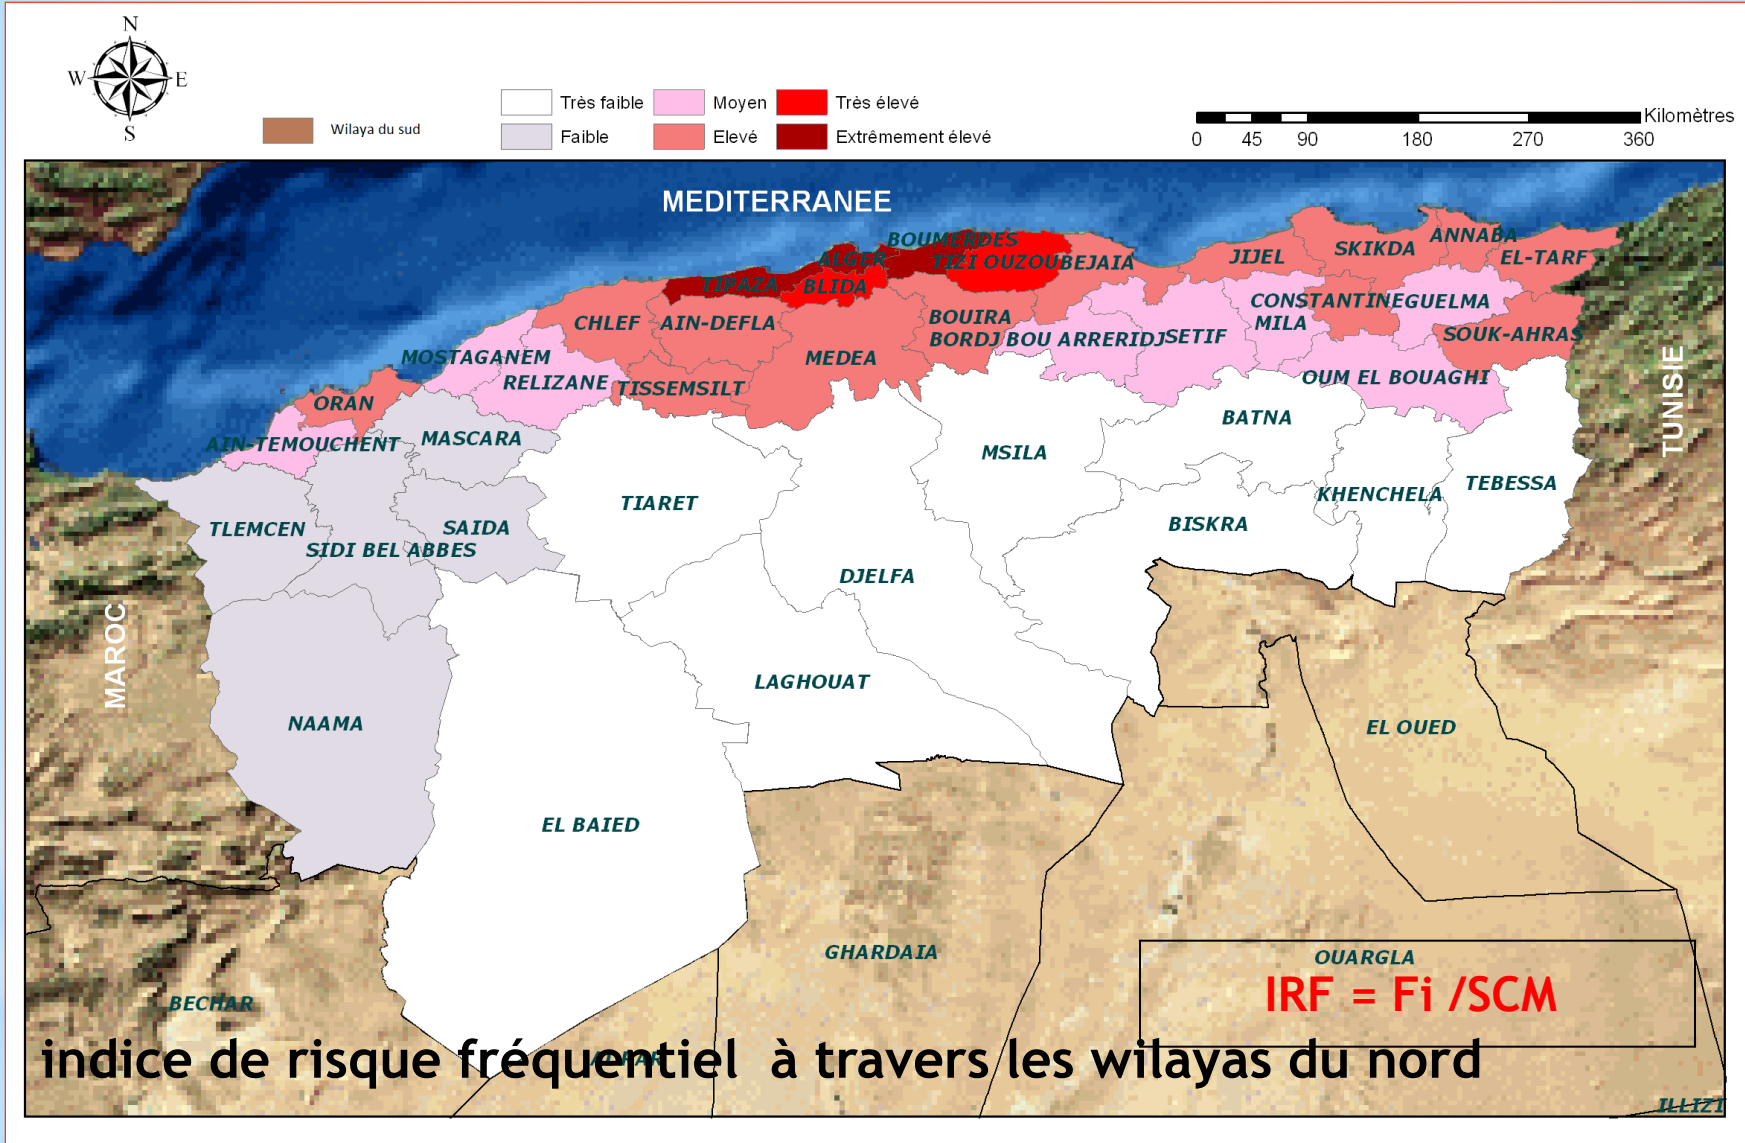 N
W E
S
Wilaya du sud
Très faible
Moyen
Très élevé
Faible
Elevé
Extrêmement élevé
Kilomètres
0 45 90 180 270 360
MEDITERRANEE
BOUMERDES
ALGER
TIZI OUZOU
BEJAIA
TIPAZA
BLIDA
JIJEL
SKIKDA
ANNABA
EL-TARF
CHLEF
AIN-DEFLA
BOUIRA
CONSTANTINE
GUELMA
MILA
BORDJ BOU ARRERIDJ
SETIF
SOUK-AHRAS
MOSTAGANEM
MEDEA
RELIZANE
TISSEMSILT
OUM EL BOUAGHI
ORAN
AIN-TEMOUCHENT
MASCARA
MSILA
BATNA
TUNISIE
TLEMCEN
SAIDA
SIDI BEL ABBES
TIARET
BISKRA
KHENCHELA
TEBESSA
DJELFA
MAROC
NAAMA
LAGHOUAT
EL OUED
EL BAIED
GHARDAIA
OUARGLA
IRF = Fi /SCM
BECHAR
indice de risque fréquentiel à travers les wilayas du nord
ILLIZI